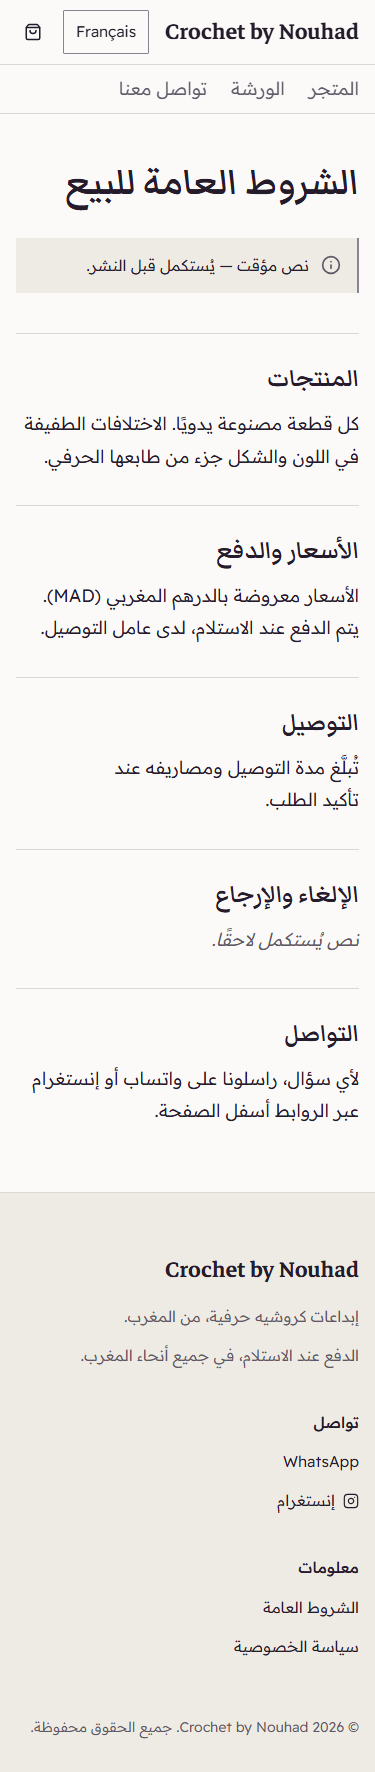 Crochet by Nouhad
Français
المتجر الورشة تواصل معنا
الشروط العامة للبيع
نص مؤقت — يُستكمل قبل النشر.
المنتجات
كل قطعة مصنوعة يدويًا. الاختلافات الطفيفة
في اللون والشكل جزء من طابعها الحرفي.
الأسعار والدفع
الأسعار معروضة بالدرهم المغربي (MAD).
يتم الدفع عند الاستلام، لدى عامل التوصيل.
التوصيل
تُبلَّغ مدة التوصيل ومصاريفه عند
تأكيد الطلب.
الإلغاء والإرجاع
نص يُستكمل لاحقًا.
التواصل
لأي سؤال، راسلونا على واتساب أو إنستغرام
عبر الروابط أسفل الصفحة.
Crochet by Nouhad
إبداعات كروشيه حرفية، من المغرب.
الدفع عند الاستلام، في جميع أنحاء المغرب.
تواصل
WhatsApp
إنستغرام
معلومات
الشروط العامة
سياسة الخصوصية
© 2026 Crochet by Nouhad. جميع الحقوق محفوظة.